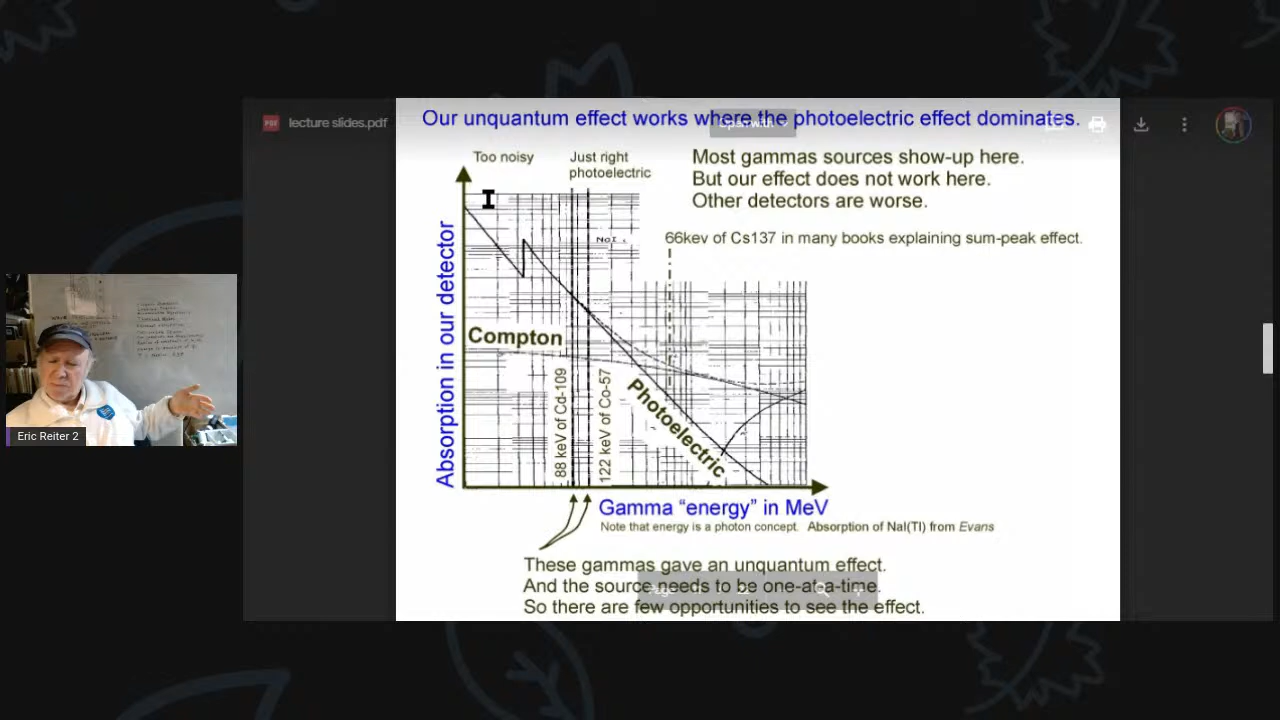 lecture slides.pdf
Our unquantum effect works where the photoelectric effect dominates.
Too noisy
Just right
photoelectric
Most gammas sources show-up here.
But our effect does not work here.
Other detectors are worse.
NaI
66kev of Cs137 in many books explaining sum-peak effect.
Absorption in our detector
Compton
Photoelectric
88 keV of Cd-109
122 keV of Co-57
Gamma “energy” in MeV
Note that energy is a photon concept. Absorption of NaI(Tl) from Evans
These gammas gave an unquantum effect.
And the source needs to be one-at-a-time.
So there are few opportunities to see the effect.
Eric Reiter 2